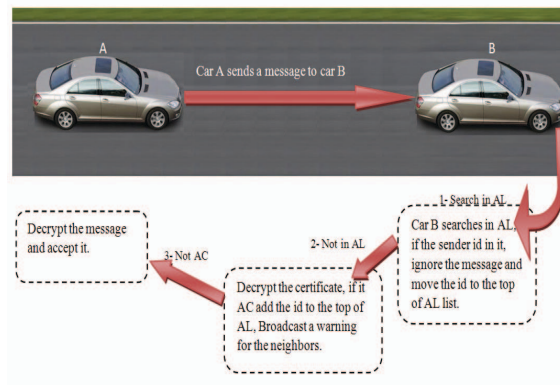 A
B
Car A sends a message to car B
1- Search in AL
Car B searches in AL,
if the sender id in it,
ignore the message and
move the id to the top
of AL list.
2- Not in AL
Decrypt the certificate, if it
AC add the id to the top of
AL, Broadcast a warning
for the neighbors.
3- Not AC
Decrypt the message
and accept it.